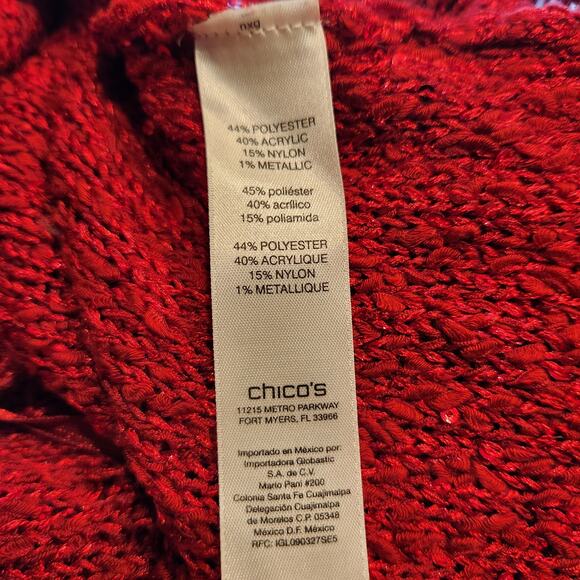 nxg
44% POLYESTER
40% ACRYLIC
15% NYLON
1% METALLIC
45% poliéster
40% acrílico
15% poliamida
44% POLYESTER
40% ACRYLIQUE
15% NYLON
1% METALLIQUE
chico's
11215 METRO PARKWAY
FORT MYERS, FL 33966
Importado en México por:
Importadora Globastic
S.A. de C.V.
Mario Pani #200
Colonia Santa Fe Cuajimalpa
Delegación Cuajimalpa
de Morelos C.P. 05348
México D.F. México
RFC: IGL090327SE5